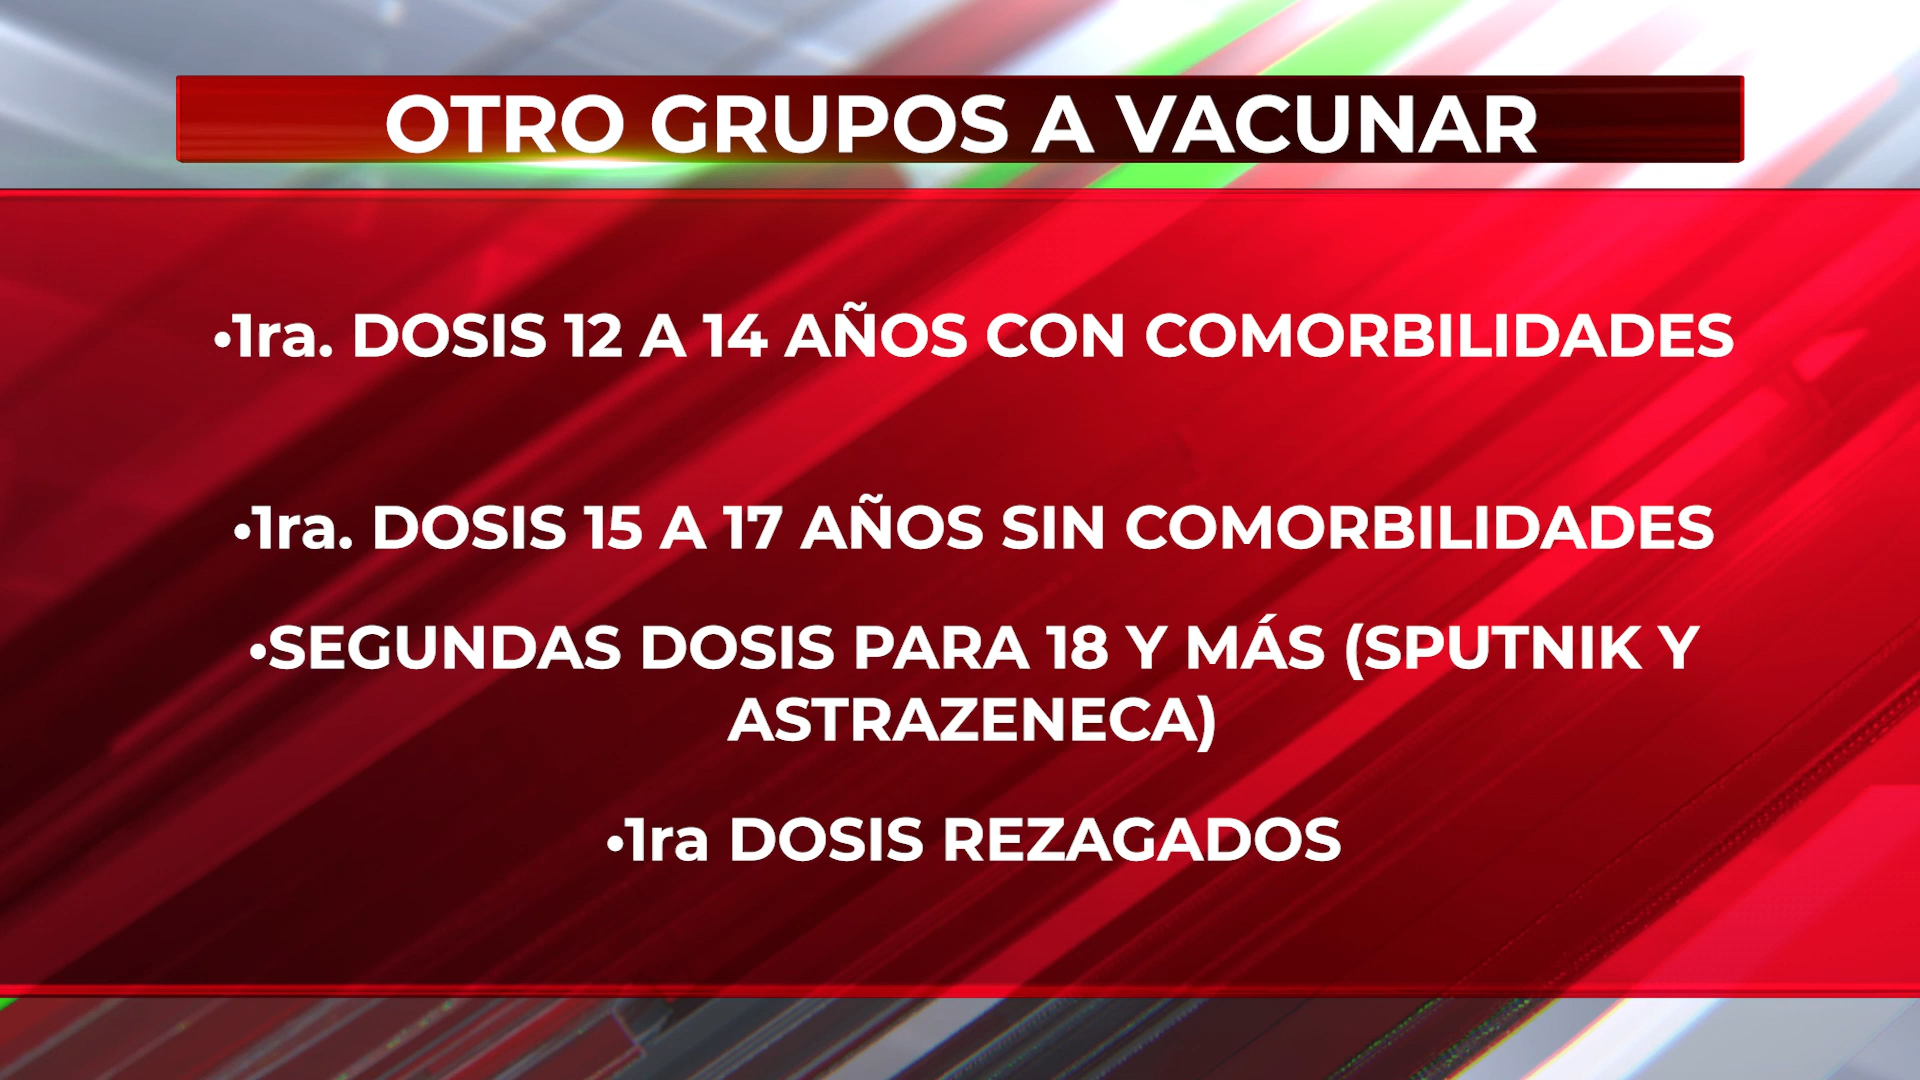 OTRO GRUPOS A VACUNAR
•1ra. DOSIS 12 A 14 AÑOS CON COMORBILIDADES
•1ra. DOSIS 15 A 17 AÑOS SIN COMORBILIDADES
•SEGUNDAS DOSIS PARA 18 Y MÁS (SPUTNIK Y
ASTRAZENECA)
•1ra DOSIS REZAGADOS